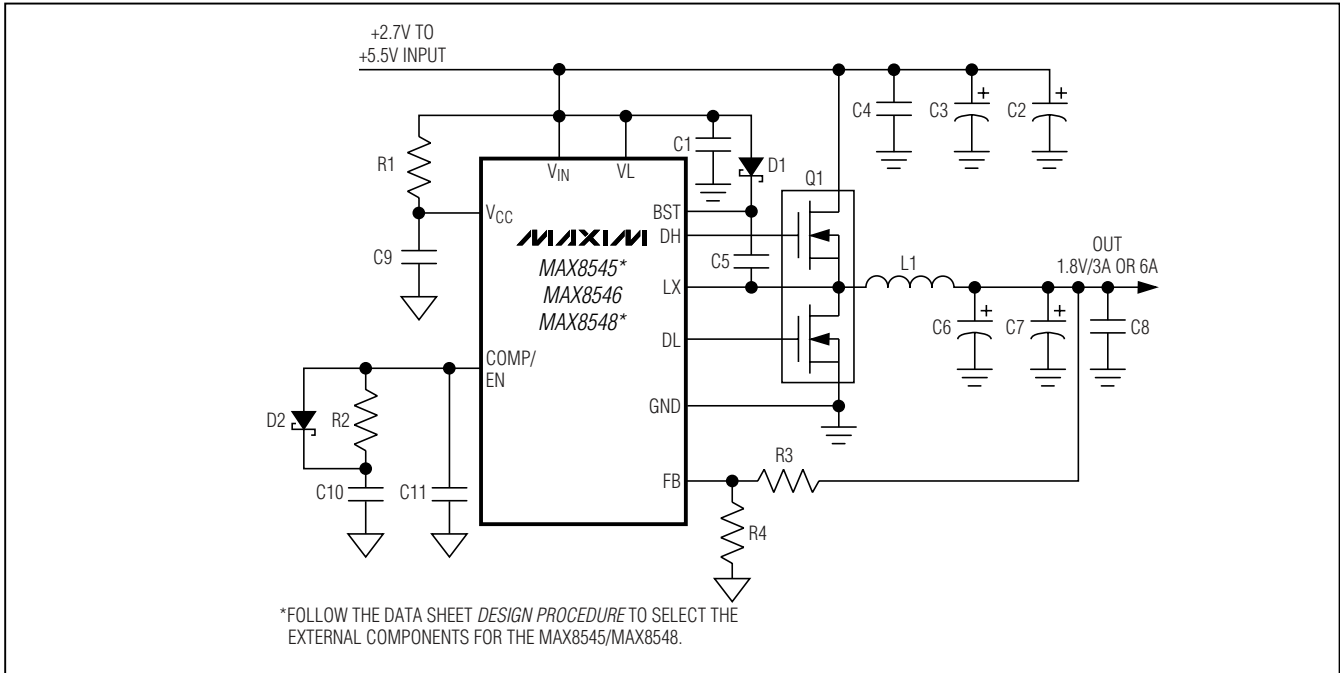 +2.7V TO
+5.5V INPUT
C4
C3
+
C2
+
R1
C1
D1
VIN
VL
Q1
VCC
BST
DH
MAXIM
C9
MAX8545*
MAX8546
MAX8548*
C5
LX
L1
OUT
1.8V/3A OR 6A
C6
+
C7
+
C8
DL
COMP/
EN
D2
R2
GND
C10
C11
FB
R3
R4
*FOLLOW THE DATA SHEET DESIGN PROCEDURE TO SELECT THE
EXTERNAL COMPONENTS FOR THE MAX8545/MAX8548.